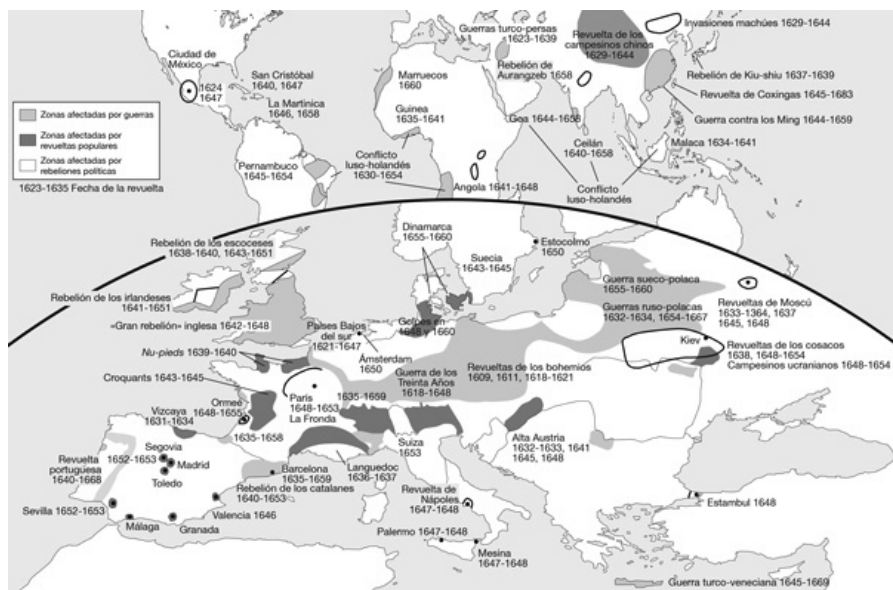 Ciudad de
México
1624
1647
San Cristóbal
1640, 1647
La Martinica
1646, 1658
Zonas afectadas por guerras
Zonas afectadas por
revueltas populares
Zonas afectadas por
rebeliones políticas
1623-1635 Fecha de la revuelta
Pernambuco
1645-1654
Marruecos
1660
Guinea
1635-1641
Conflicto
luso-holandés
1630-1654
Angola 1641-1648
Guerras turco-persas
1623-1639
Rebelión de
Aurangzeb 1658
Revuelta de los
campesinos chinos
1629-1644
Invasiones machúes 1629-1644
Rebelión de Kiu-shiu 1637-1639
Revuelta de Coxingas 1645-1683
Guerra contra los Ming 1644-1659
Goa 1644-1658
Ceilán
1640-1658
Malaca 1634-1641
Conflicto
luso-holandés
Rebelión de los escoceses
1638-1640, 1643-1651
Rebelión de los irlandeses
1641-1651
«Gran rebelión» inglesa 1642-1648
Dinamarca
1655-1660
Suecia
1643-1645
Estocolmo
1650
Guerra sueco-polaca
1655-1660
Guerras ruso-polacas
1632-1634, 1654-1667
Revueltas de Moscú
1633-1364, 1637
1645, 1648
Golpes en
1648 y 1660
Países Bajos
del sur
1621-1647
Ámsterdam
1650
Kiev
Revueltas de los cosacos
1638, 1648-1654
Campesinos ucranianos 1648-1654
Nu-pieds 1639-1640
Croquants 1643-1645
Guerra de los
Treinta Años
1618-1648
Revueltas de los bohemios
1609, 1611, 1618-1621
París
1648-1653
La Fronda
1635-1659
Ormée
1648-1655
Vizcaya
1631-1634
1635-1658
Suiza
1653
Alta Austria
1632-1633, 1641
1645, 1648
Revuelta
portuguesa
1640-1668
Segovia
1652-1653
Madrid
Toledo
Barcelona
1635-1659
Rebelión de los catalanes
1640-1653
Languedoc
1636-1637
Revuelta de
Nápoles
1647-1648
Estambul 1648
Sevilla 1652-1653
Málaga
Granada
Valencia 1646
Palermo 1647-1648
Mesina
1647-1648
Guerra turco-veneciana 1645-1669